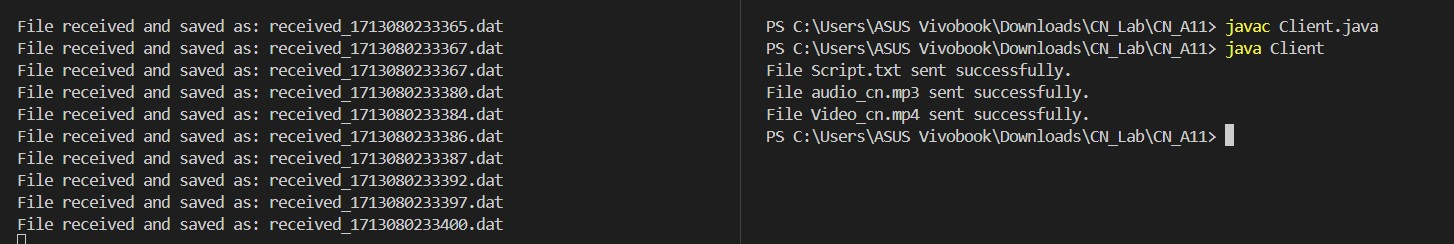 File received and saved as: received_1713080233365.dat
File received and saved as: received_1713080233367.dat
File received and saved as: received_1713080233367.dat
File received and saved as: received_1713080233380.dat
File received and saved as: received_1713080233384.dat
File received and saved as: received_1713080233386.dat
File received and saved as: received_1713080233387.dat
File received and saved as: received_1713080233392.dat
File received and saved as: received_1713080233397.dat
File received and saved as: received_1713080233400.dat
PS C:\Users\ASUS Vivobook\Downloads\CN_Lab\CN_A11> javac Client.java
PS C:\Users\ASUS Vivobook\Downloads\CN_Lab\CN_A11> java Client
File Script.txt sent successfully.
File audio_cn.mp3 sent successfully.
File Video_cn.mp4 sent successfully.
PS C:\Users\ASUS Vivobook\Downloads\CN_Lab\CN_A11>